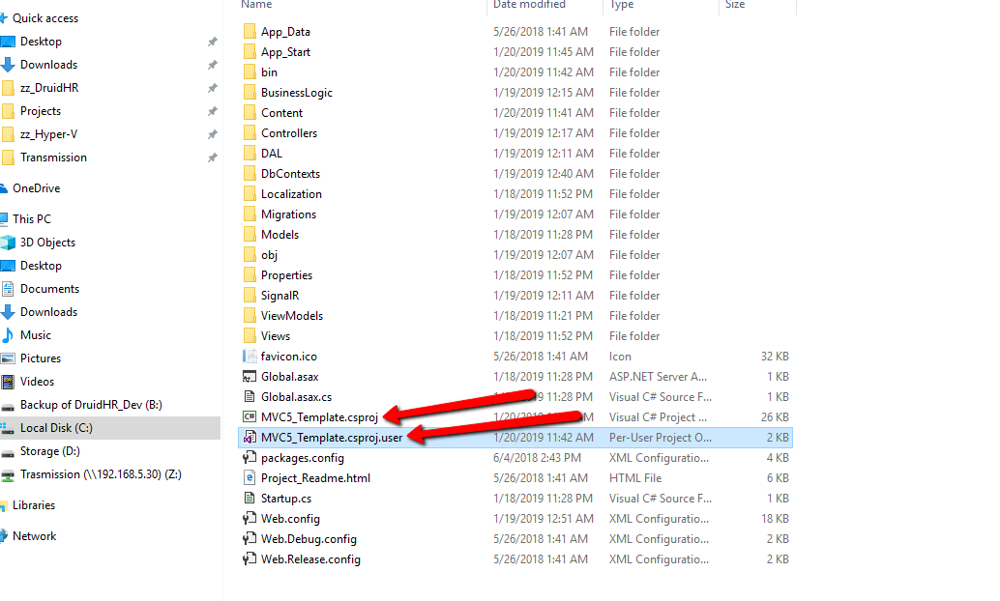 Name Date modified Type Size
Quick access
Desktop
Downloads
zz_DruidHR
Projects
zz_Hyper-V
Transmission
OneDrive
This PC
3D Objects
Desktop
Documents
Downloads
Music
Pictures
Videos
Backup of DruidHR_Dev (B:)
Local Disk (C:)
Storage (D:)
Trasmission (\\192.168.5.30) (Z:)
Libraries
Network
App_Data 5/26/2018 1:41 AM File folder
App_Start 1/20/2019 11:45 AM File folder
bin 1/20/2019 11:42 AM File folder
BusinessLogic 1/19/2019 12:15 AM File folder
Content 1/20/2019 11:41 AM File folder
Controllers 1/19/2019 12:17 AM File folder
DAL 1/19/2019 12:11 AM File folder
DbContexts 1/19/2019 12:40 AM File folder
Localization 1/18/2019 11:52 PM File folder
Migrations 1/19/2019 12:07 AM File folder
Models 1/18/2019 11:28 PM File folder
obj 1/19/2019 12:07 AM File folder
Properties 1/18/2019 11:52 PM File folder
SignalR 1/19/2019 12:11 AM File folder
ViewModels 1/18/2019 11:21 PM File folder
Views 1/18/2019 11:52 PM File folder
favicon.ico 5/26/2018 1:41 AM Icon 32 KB
Global.asax 1/18/2019 11:28 PM ASP.NET Server A... 1 KB
Global.asax.cs 11:28 PM Visual C# Source F... 1 KB
MVC5_Template.csproj Visual C# Project ... 26 KB
MVC5_Template.csproj.user 1/20/2019 11:42 AM Per-User Project O... 2 KB
packages.config 6/4/2018 2:43 PM XML Configuratio... 4 KB
Project_Readme.html 5/26/2018 1:41 AM HTML File 6 KB
Startup.cs 1/18/2019 11:28 PM Visual C# Source F... 1 KB
Web.config 1/19/2019 12:51 AM XML Configuratio... 18 KB
Web.Debug.config 5/26/2018 1:41 AM XML Configuratio... 2 KB
Web.Release.config 5/26/2018 1:41 AM XML Configuratio... 2 KB